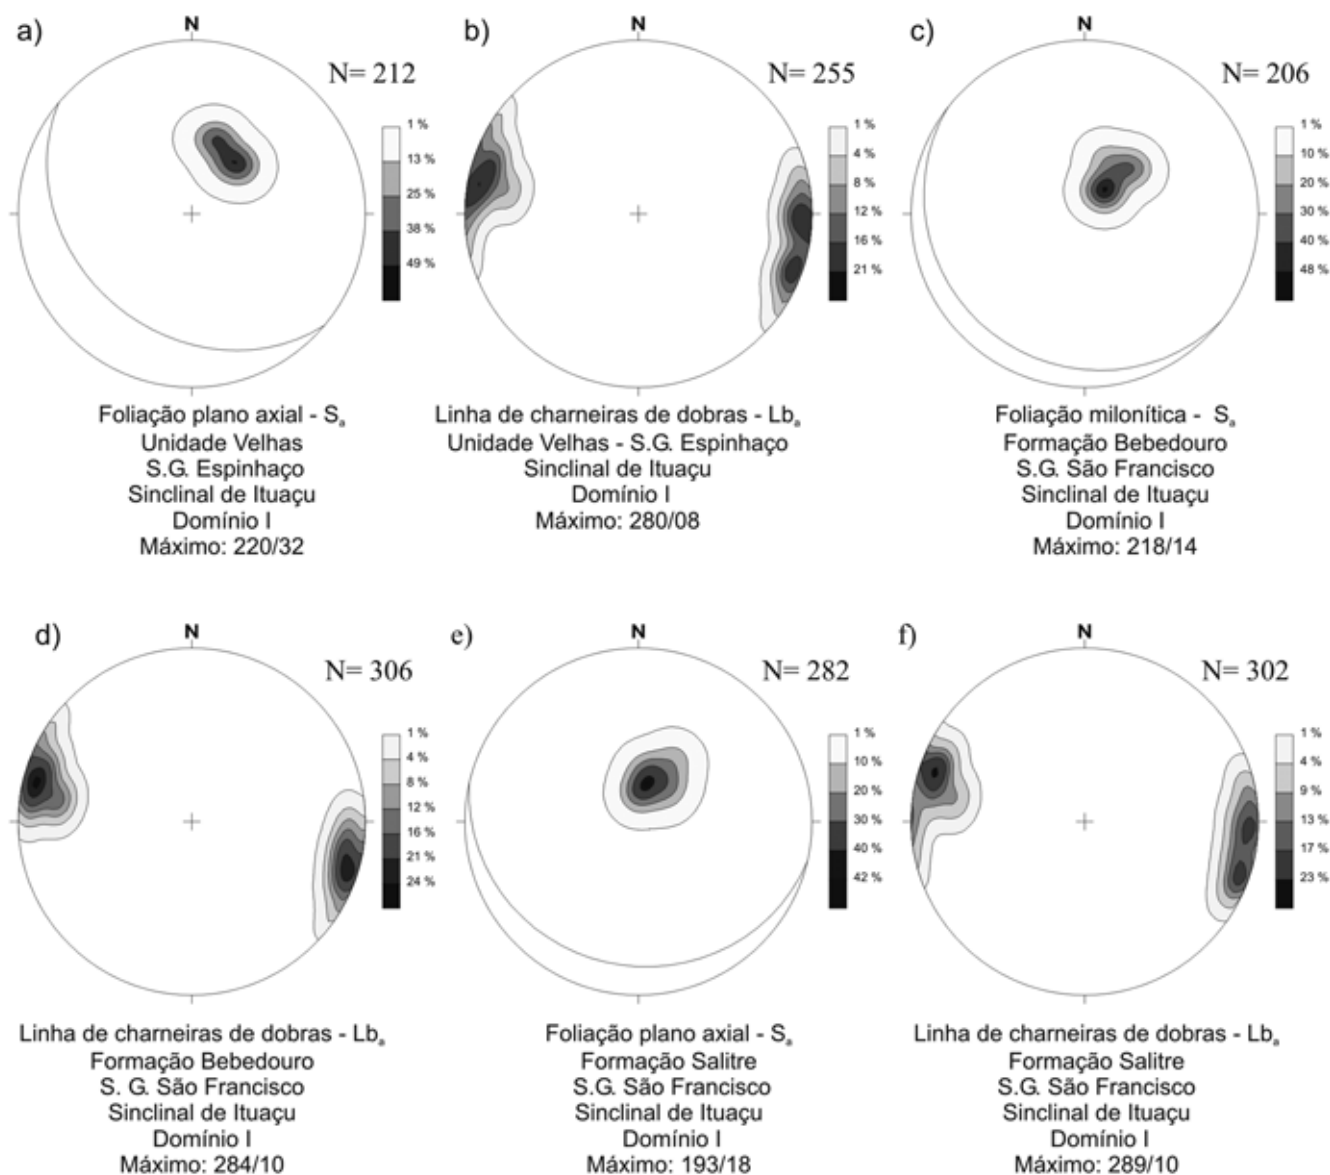 a)
N
N= 212
1 %
13 %
25 %
38 %
49 %
Foliação plano axial - Sₐ
Unidade Velhas
S.G. Espinhaço
Sinclinal de Ituaçu
Domínio I
Máximo: 220/32
b)
N
N= 255
1 %
4 %
8 %
12 %
16 %
21 %
Linha de charneiras de dobras - Lbₐ
Unidade Velhas - S.G. Espinhaço
Sinclinal de Ituaçu
Domínio I
Máximo: 280/08
c)
N
N= 206
1 %
10 %
20 %
30 %
40 %
48 %
Foliação milonítica - Sₐ
Formação Bebedouro
S.G. São Francisco
Sinclinal de Ituaçu
Domínio I
Máximo: 218/14
d)
N
N= 306
1 %
4 %
8 %
12 %
16 %
21 %
24 %
Linha de charneiras de dobras - Lbₐ
Formação Bebedouro
S. G. São Francisco
Sinclinal de Ituaçu
Domínio I
Máximo: 284/10
e)
N
N= 282
1 %
10 %
20 %
30 %
40 %
42 %
Foliação plano axial - Sₐ
Formação Salitre
S.G. São Francisco
Sinclinal de Ituaçu
Domínio I
Máximo: 193/18
f)
N
N= 302
1 %
4 %
9 %
13 %
17 %
23 %
Linha de charneiras de dobras - Lbₐ
Formação Salitre
S.G. São Francisco
Sinclinal de Ituaçu
Domínio I
Máximo: 289/10